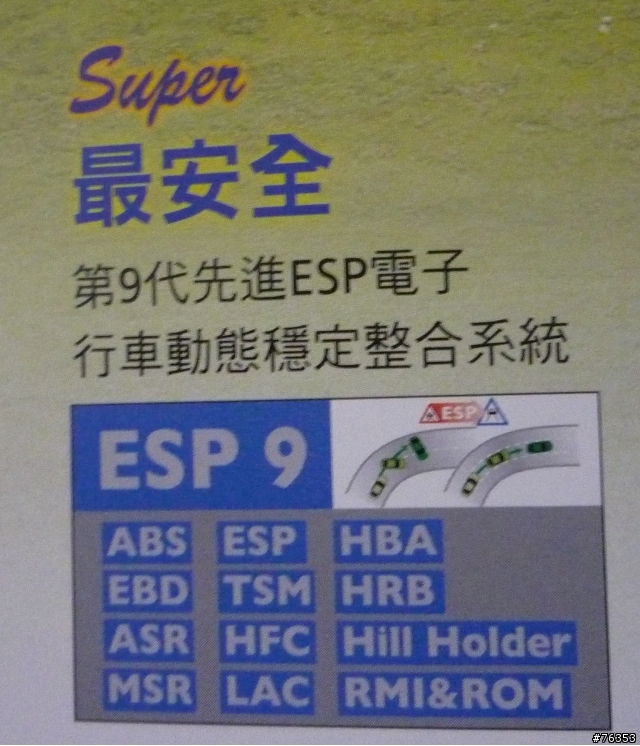 Super
最安全
第9代先進ESP電子
行車動態穩定整合系統
ESP
ESP 9
ABS ESP HBA
EBD TSM HRB
ASR HFC Hill Holder
MSR LAC RMI&ROM
#76353